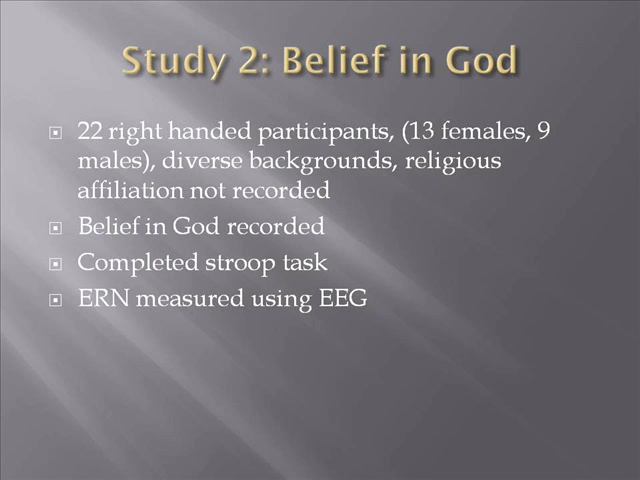 Study 2: Belief in God
22 right handed participants, (13 females, 9
males), diverse backgrounds, religious
affiliation not recorded
Belief in God recorded
Completed stroop task
ERN measured using EEG